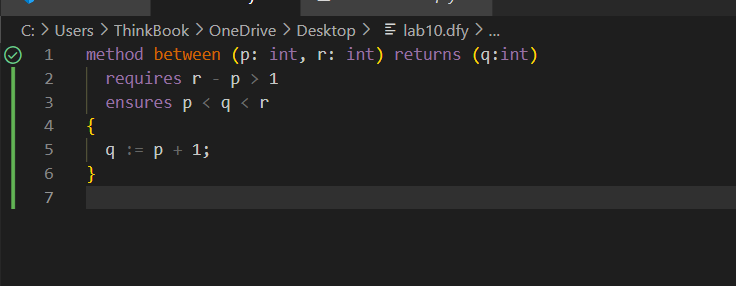 C: > Users > ThinkBook > OneDrive > Desktop > lab10.dfy > ...
1 method between (p: int, r: int) returns (q:int)
2 requires r - p > 1
3 ensures p < q < r
4 {
5 q := p + 1;
6 }
7